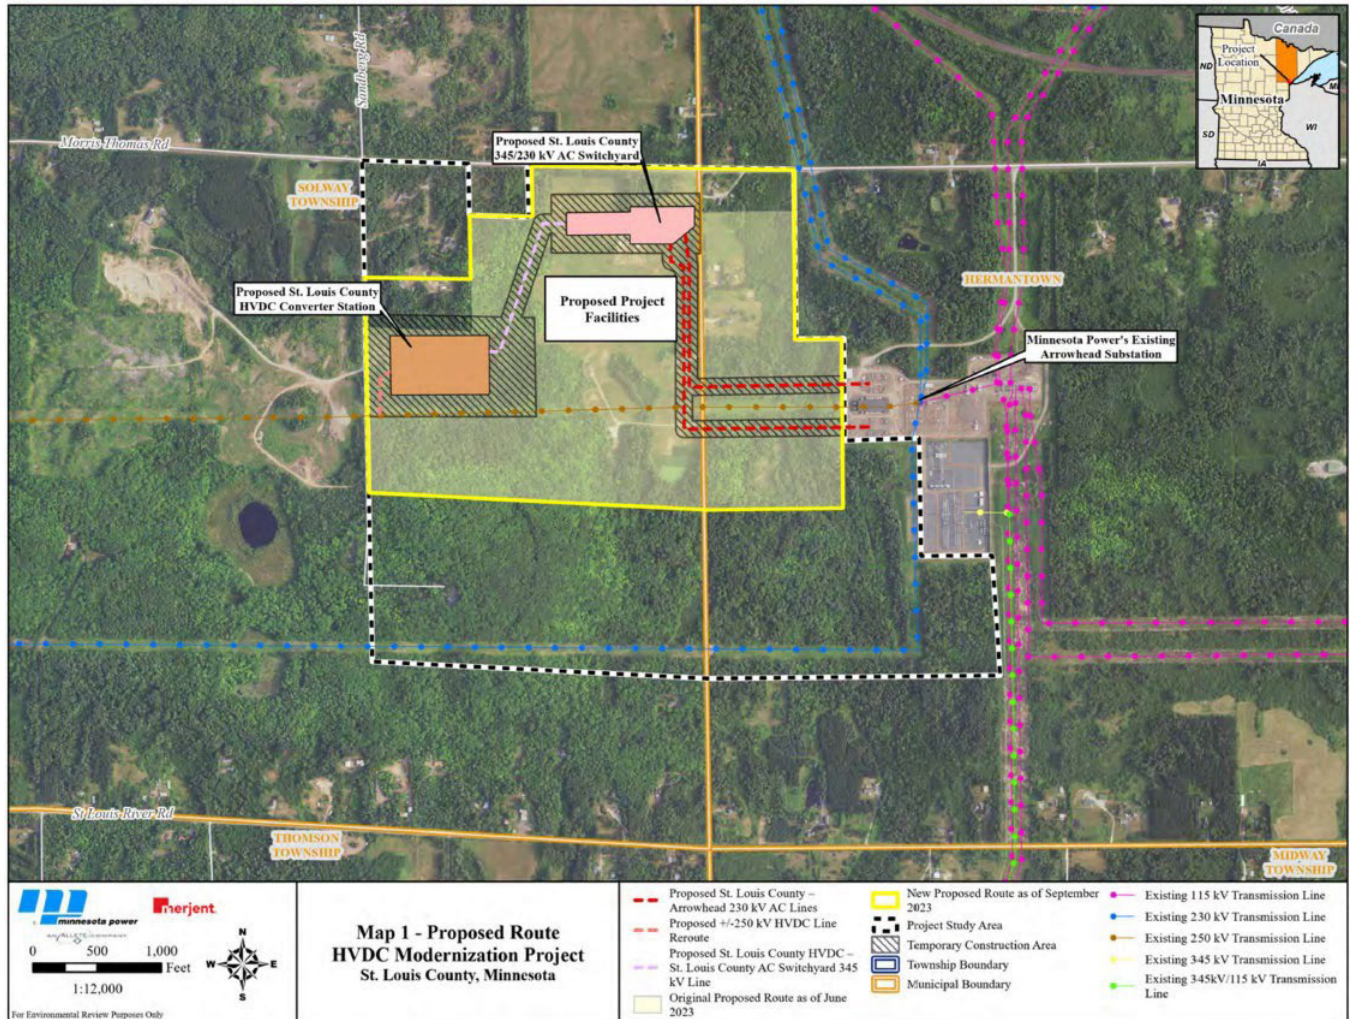 Canada
Project
Location
ND
Minnesota
SD
WI
IA
Sandberg Rd
Morris Thomas Rd
SOLWAY
TOWNSHIP
Proposed St. Louis County
345/230 kV AC Switchyard
HERMANTOWN
Proposed St. Louis County
HVDC Converter Station
Proposed Project
Facilities
Minnesota Power's Existing
Arrowhead Substation
St Louis River Rd
THOMSON
TOWNSHIP
MIDWAY
TOWNSHIP
minnesota power
AN ALLETE COMPANY
merjent
0 500 1,000
Feet
1:12,000
N
W E
S
For Environmental Review Purposes Only
Map 1 - Proposed Route
HVDC Modernization Project
St. Louis County, Minnesota
Proposed St. Louis County –
Arrowhead 230 kV AC Lines
Proposed +/-250 kV HVDC Line
Reroute
Proposed St. Louis County HVDC –
St. Louis County AC Switchyard 345
kV Line
Original Proposed Route as of June
2023
New Proposed Route as of September
2023
Project Study Area
Temporary Construction Area
Township Boundary
Municipal Boundary
Existing 115 kV Transmission Line
Existing 230 kV Transmission Line
Existing 250 kV Transmission Line
Existing 345 kV Transmission Line
Existing 345kV/115 kV Transmission
Line